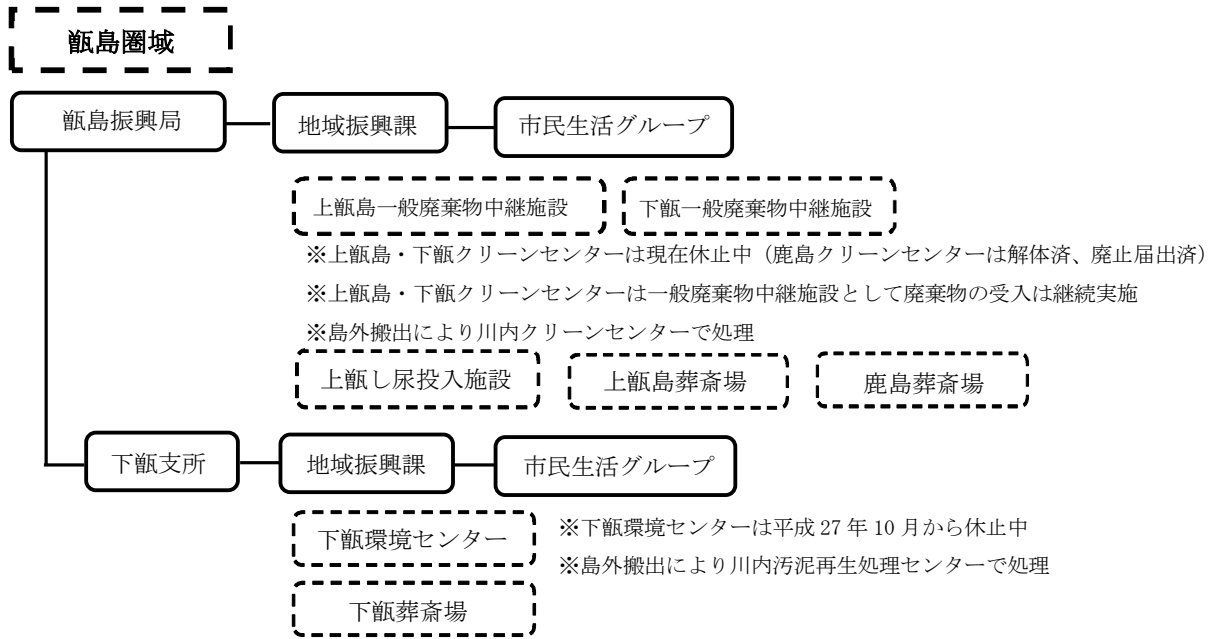 甑島圏域
甑島振興局 地域振興課 市民生活グループ
上甑島一般廃棄物中継施設 下甑一般廃棄物中継施設
※上甑島・下甑クリーンセンターは現在休止中（鹿島クリーンセンターは解体済、廃止届出済）
※上甑島・下甑クリーンセンターは一般廃棄物中継施設として廃棄物の受入は継続実施
※島外搬出により川内クリーンセンターで処理
上甑し尿投入施設 上甑島葬斎場 鹿島葬斎場
下甑支所 地域振興課 市民生活グループ
下甑環境センター ※下甑環境センターは平成 27 年 10 月から休止中
※島外搬出により川内汚泥再生処理センターで処理
下甑葬斎場